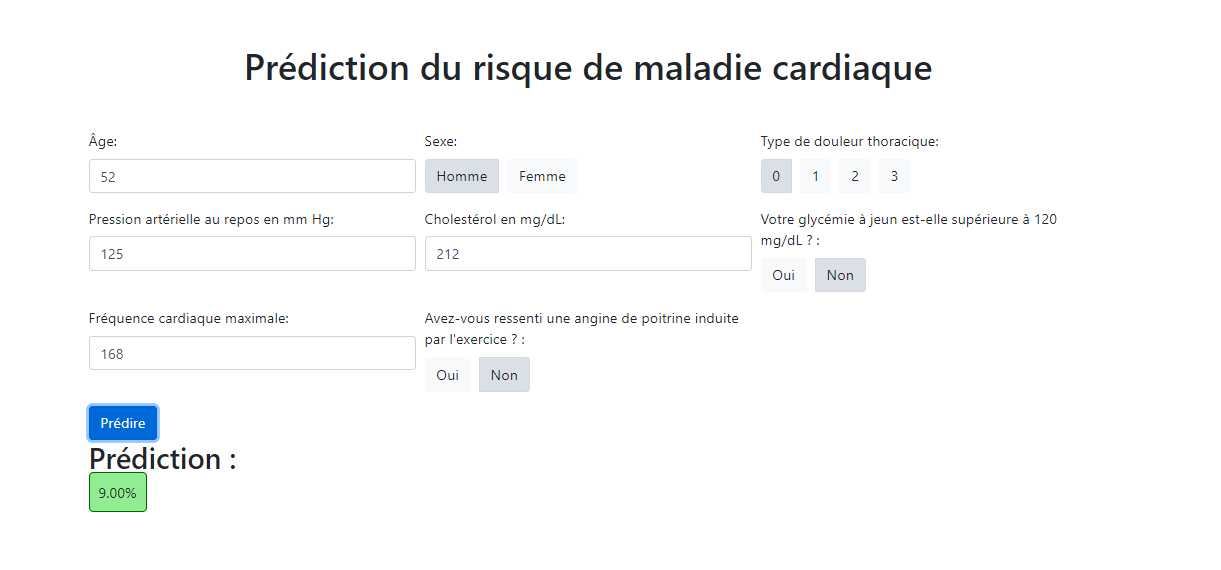 Prédiction du risque de maladie cardiaque
Âge:
52
Sexe:
Homme Femme
Type de douleur thoracique:
0 1 2 3
Pression artérielle au repos en mm Hg:
125
Cholestérol en mg/dL:
212
Votre glycémie à jeun est-elle supérieure à 120
mg/dL ? :
Oui Non
Fréquence cardiaque maximale:
168
Avez-vous ressenti une angine de poitrine induite
par l'exercice ? :
Oui Non
Prédire
Prédiction :
9.00%